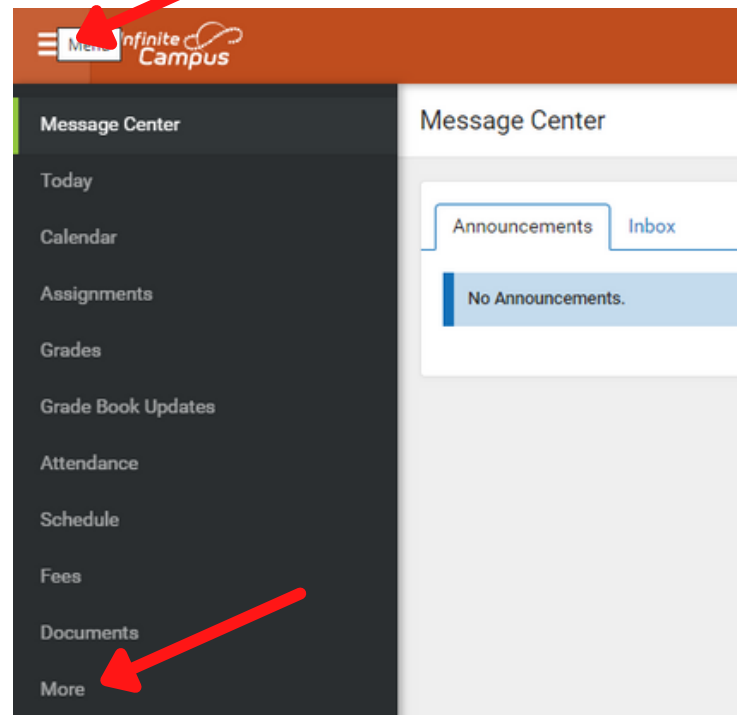 Menu
Infinite
Campus
Message Center
Message Center
Today
Calendar
Assignments
Grades
Grade Book Updates
Attendance
Schedule
Fees
Documents
More
Announcements
Inbox
No Announcements.